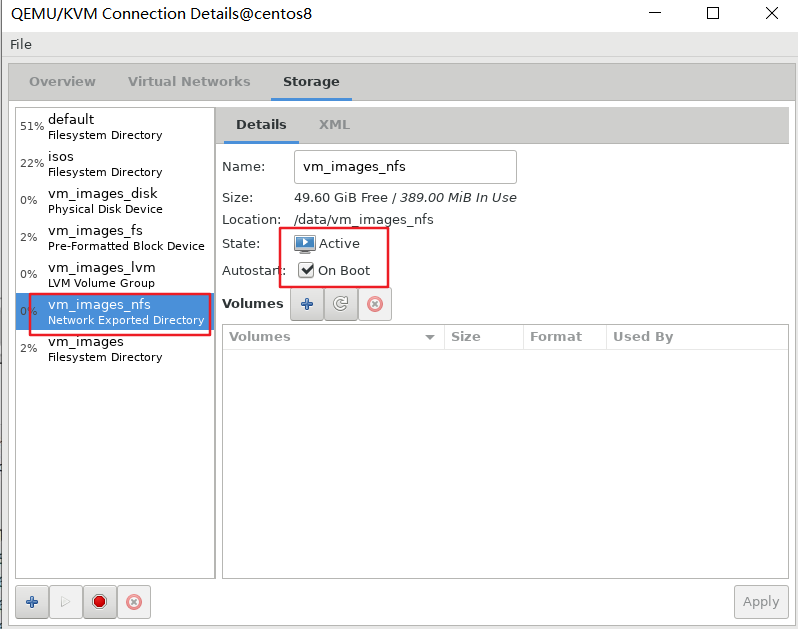 QEMU/KVM Connection Details@centos8
File
Overview Virtual Networks Storage
51% default
Filesystem Directory
22% isos
Filesystem Directory
0% vm_images_disk
Physical Disk Device
2% vm_images_fs
Pre-Formatted Block Device
0% vm_images_lvm
LVM Volume Group
0% vm_images_nfs
Network Exported Directory
2% vm_images
Filesystem Directory
Details XML
Name: vm_images_nfs
Size: 49.60 GiB Free / 389.00 MiB In Use
Location: /data/vm_images_nfs
State: Active
Autostart: On Boot
Volumes
Volumes Size Format Used By
Apply